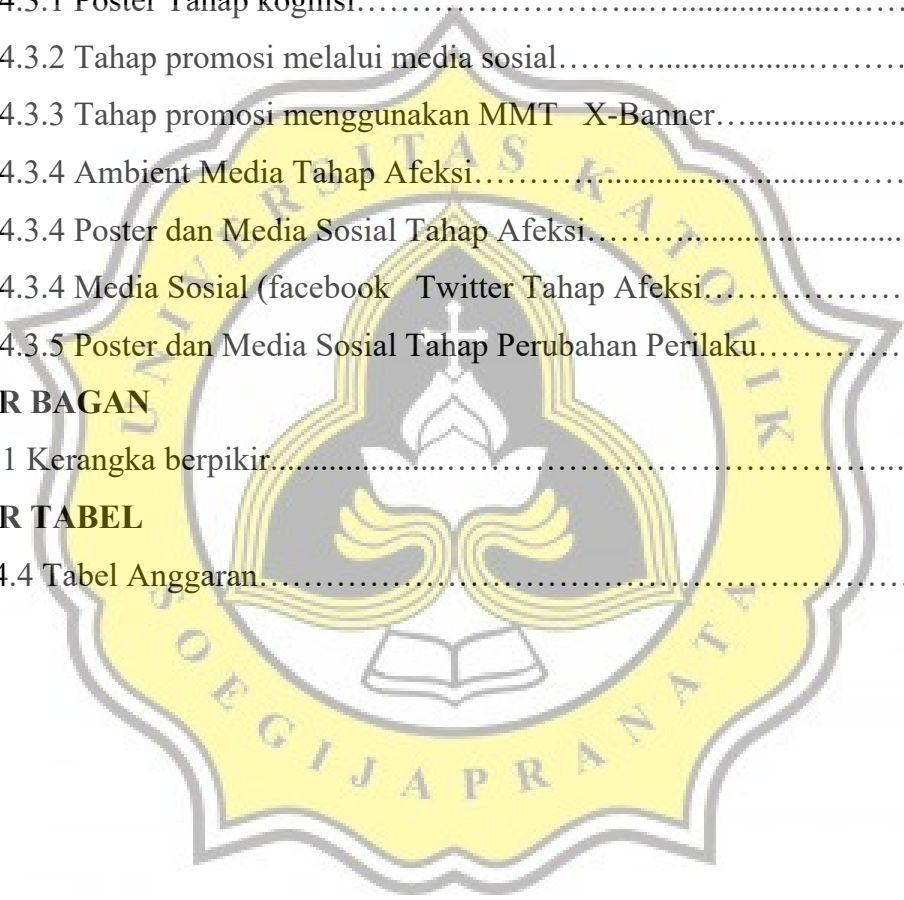 4.3.1 Poster Tahap kognisi……………………...…...................………
4.3.2 Tahap promosi melalui media sosial………..................………
4.3.3 Tahap promosi menggunakan MMT X-Banner…....................
4.3.4 Ambient Media Tahap Afeksi………….............................……
4.3.4 Poster dan Media Sosial Tahap Afeksi………..........................
4.3.4 Media Sosial (facebook Twitter Tahap Afeksi………………
4.3.5 Poster dan Media Sosial Tahap Perubahan Perilaku……………
R BAGAN
1 Kerangka berpikir.....................…………………………………...
R TABEL
4.4 Tabel Anggaran……………………………………………….………
UNIVERSITAS KATOLIK
SOEGIJAPRANATA